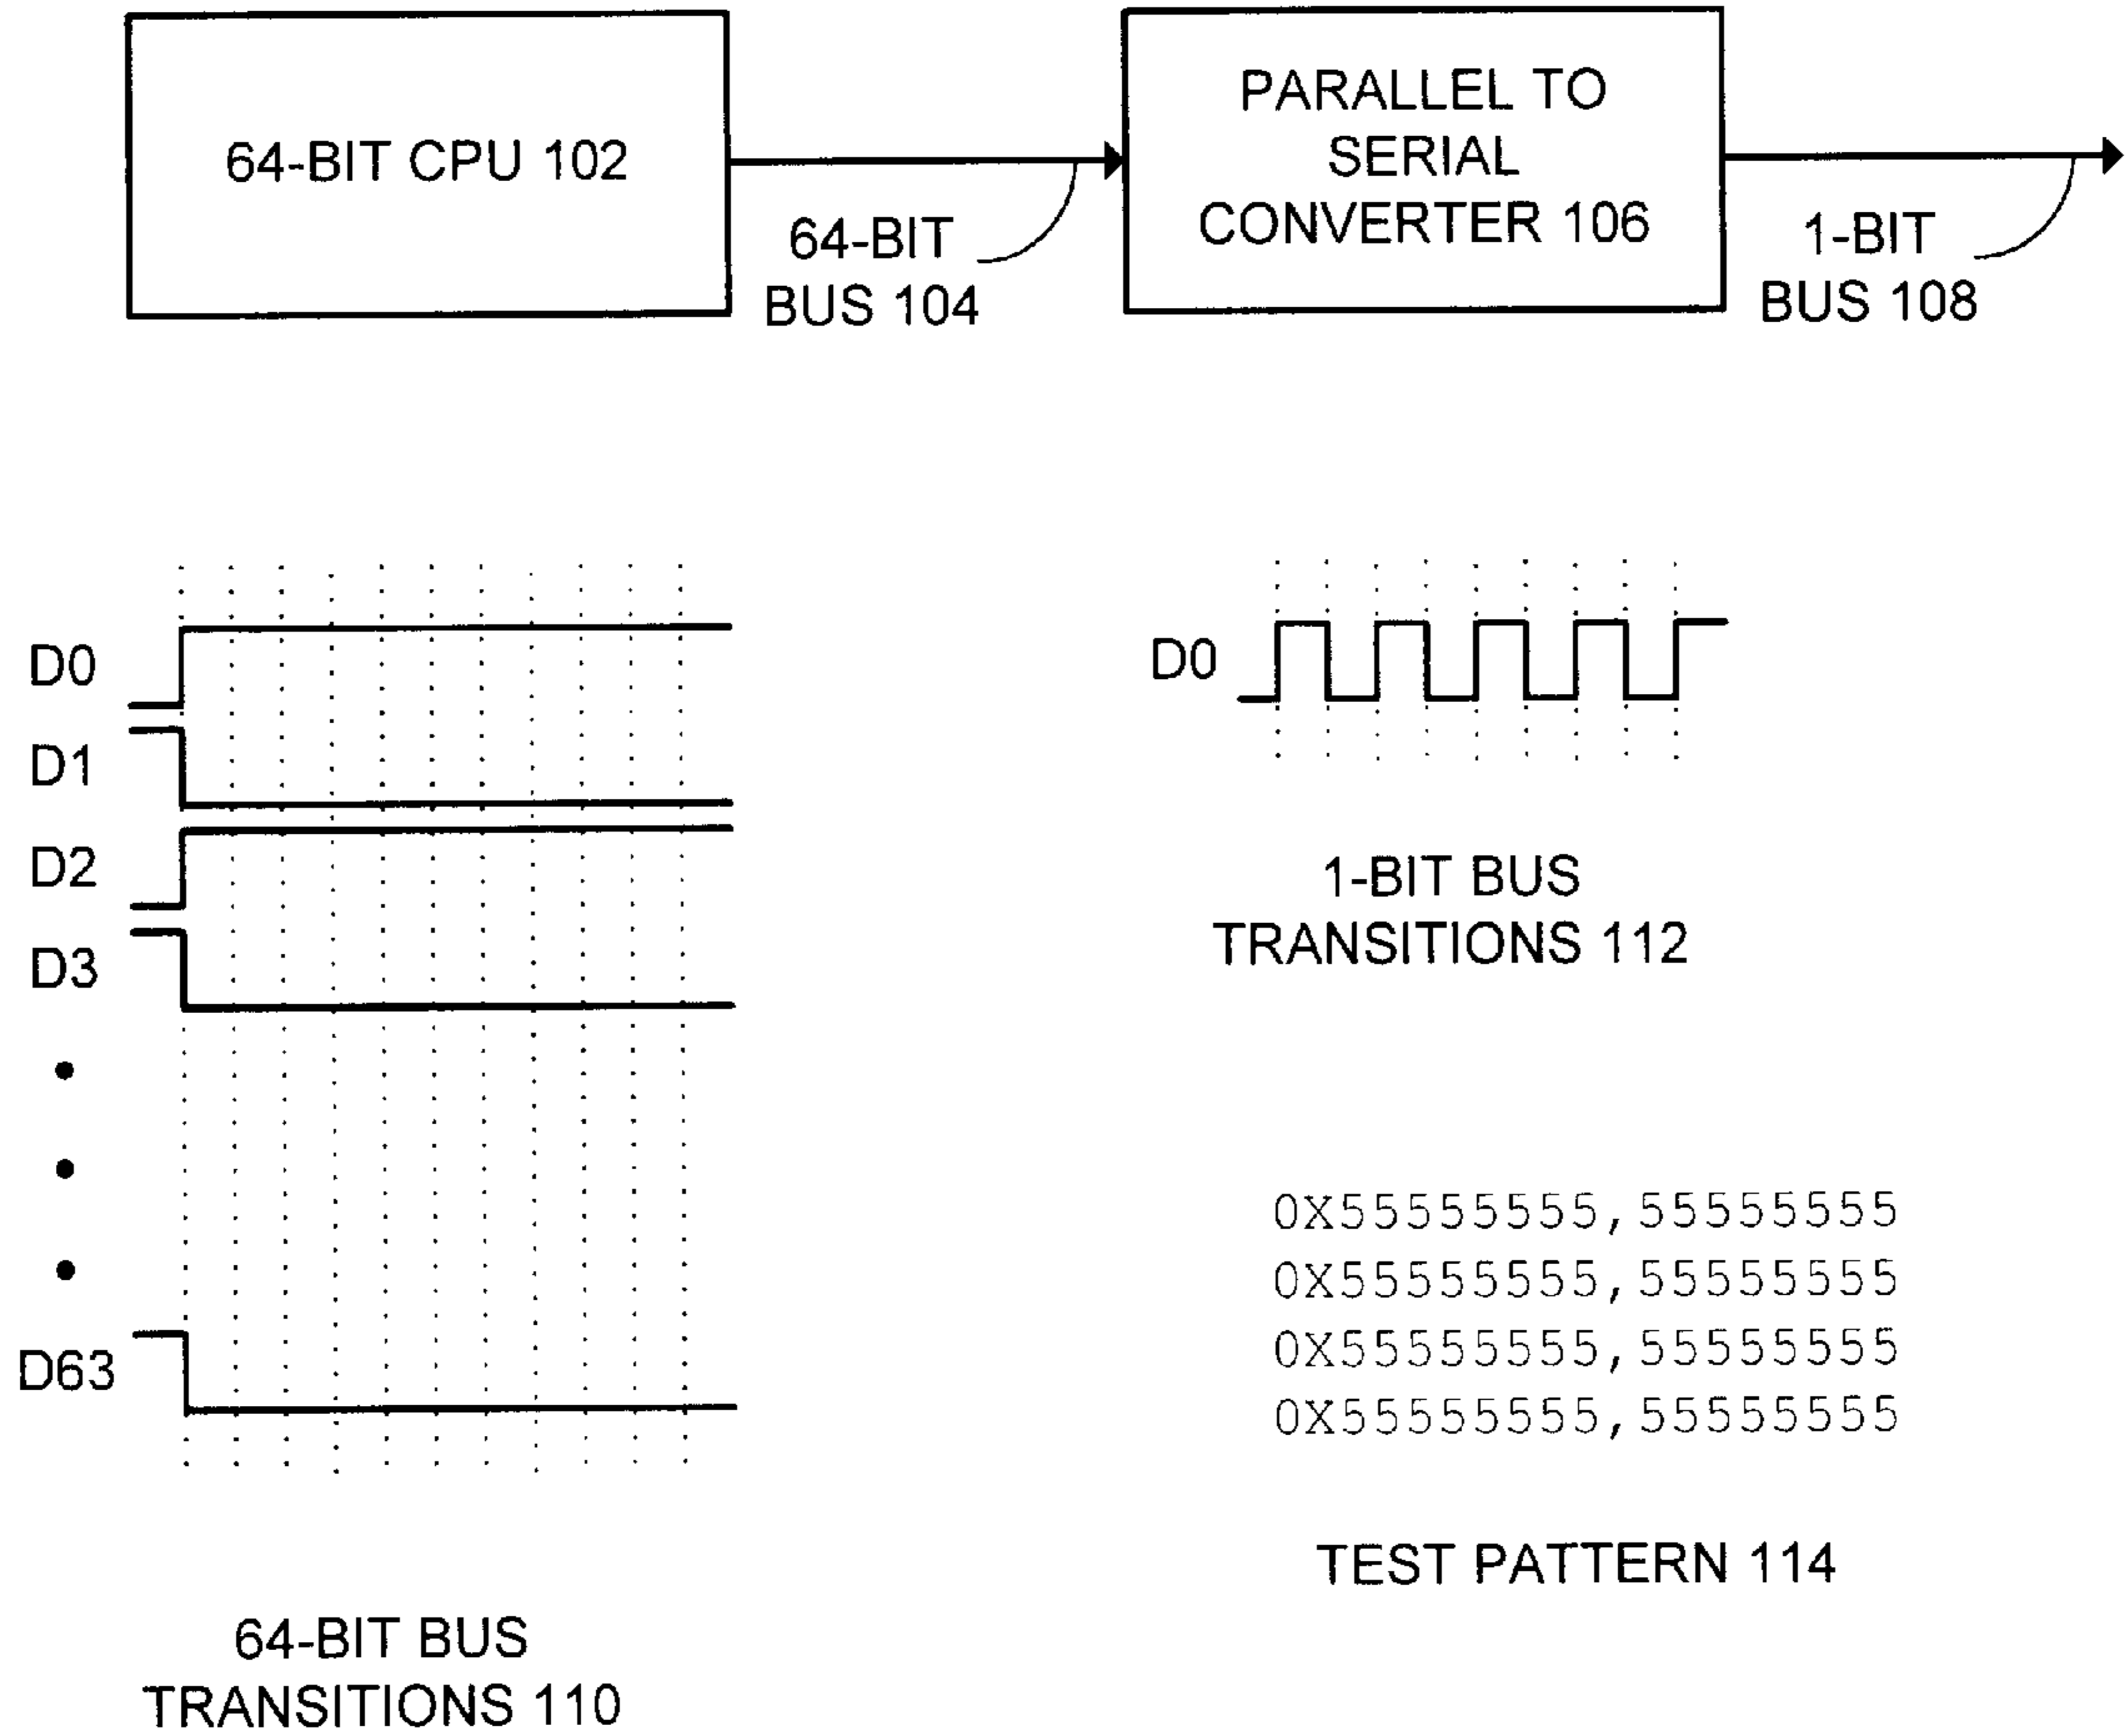 64-BIT CPU 102
64-BIT
BUS 104
PARALLEL TO
SERIAL
CONVERTER 106
1-BIT
BUS 108
D0
D1
D2
D3
D63
64-BIT BUS
TRANSITIONS 110
D0
1-BIT BUS
TRANSITIONS 112
0X55555555,55555555
0X55555555,55555555
0X55555555,55555555
0X55555555,55555555
TEST PATTERN 114